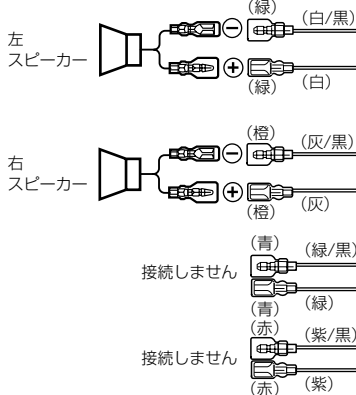 (緑)
(白/黒)
左
スピーカー
(緑)
(白)
(橙)
(灰/黒)
右
スピーカー
(橙)
(灰)
(青)
(緑/黒)
接続しません
(青)
(緑)
(赤)
(紫/黒)
接続しません
(赤)
(紫)